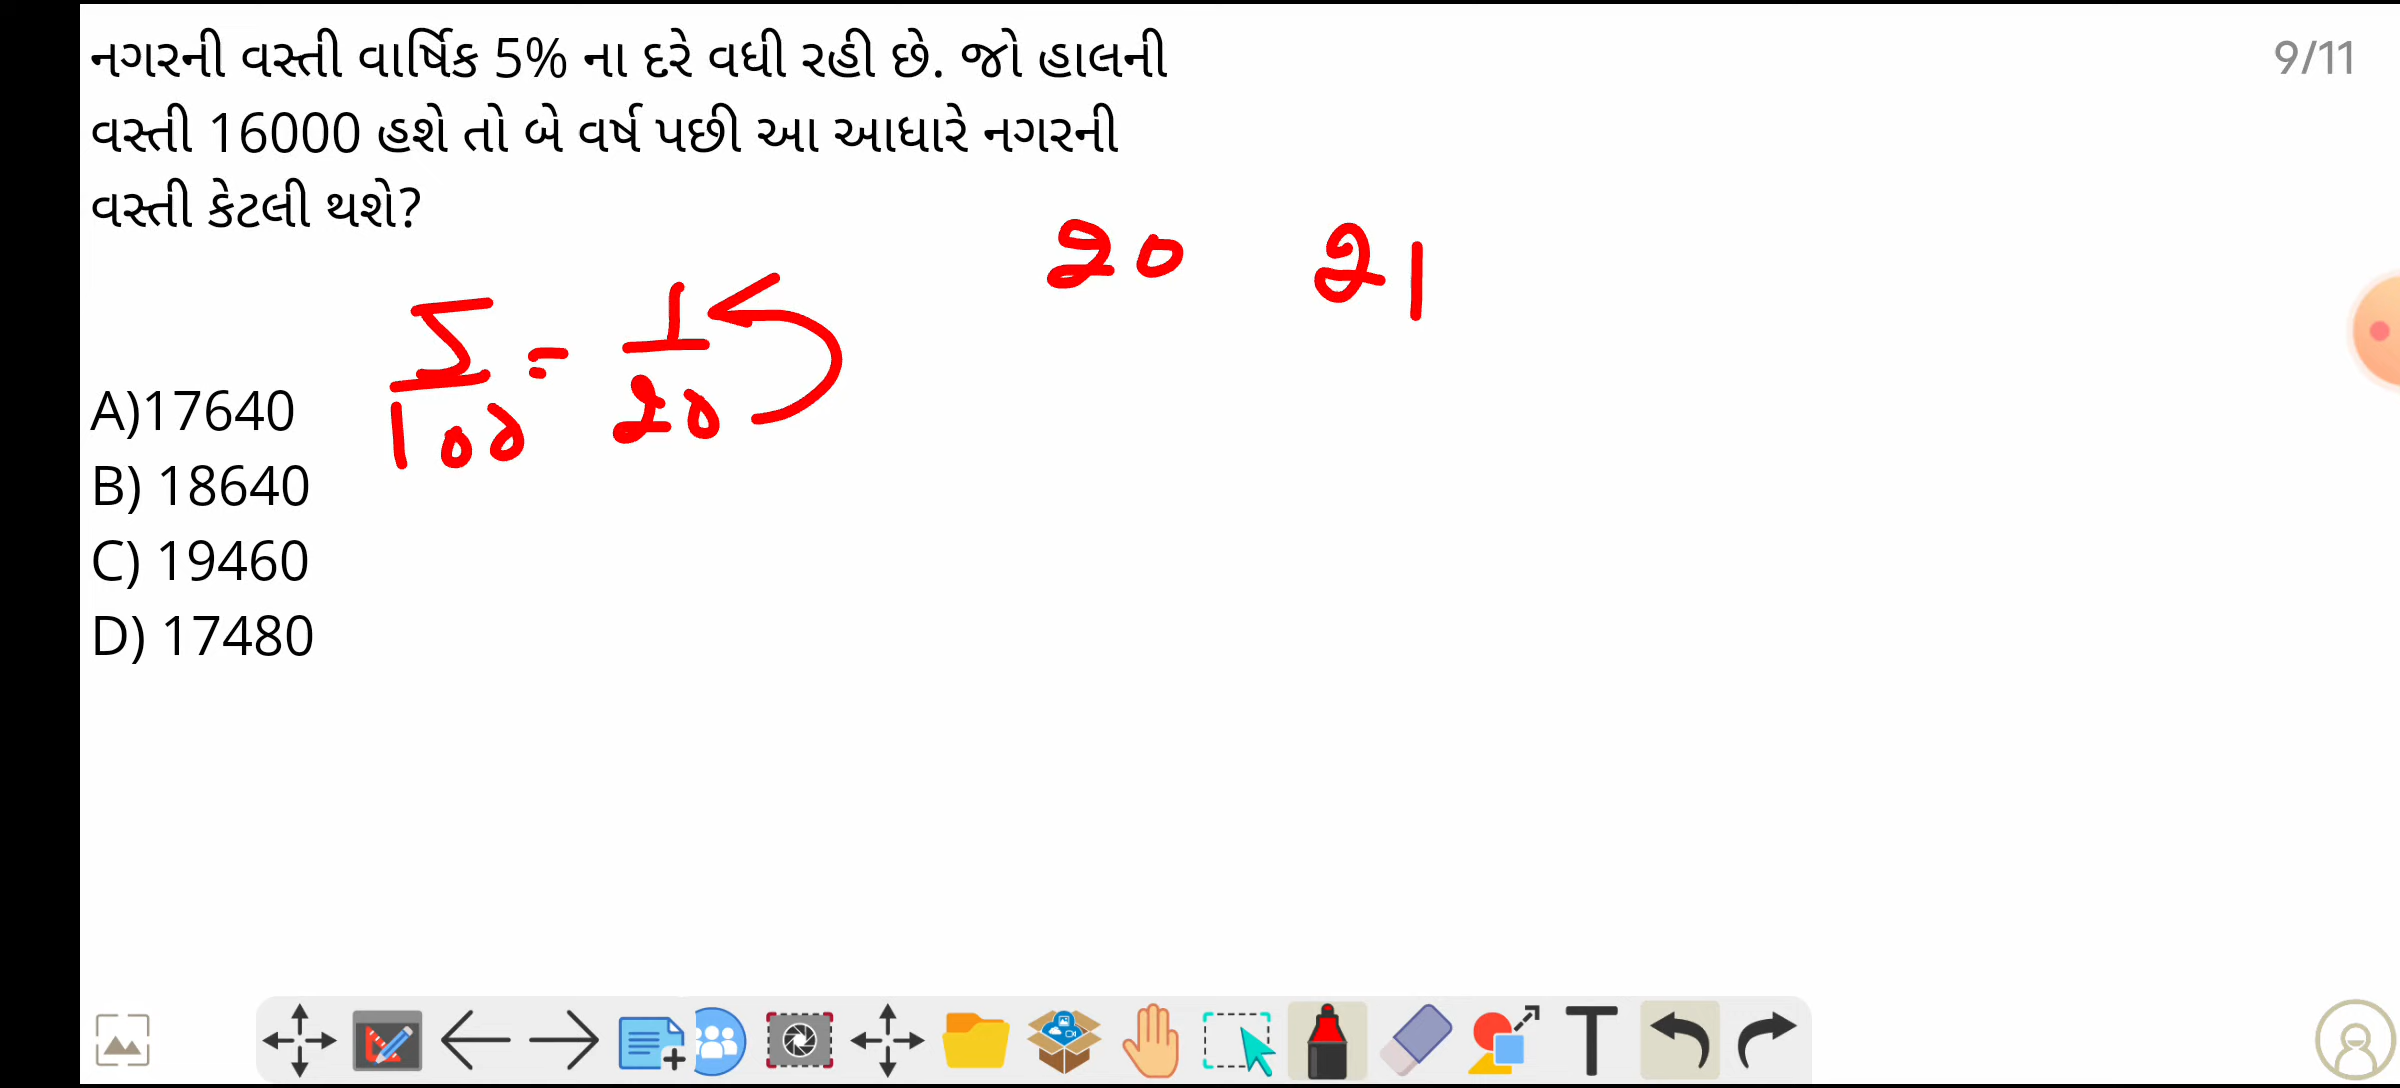 નગરની વસ્તી વાર્ષિક 5% ના દરે વધી રહી છે. જો હાલની
9/11
વસ્તી 16000 હશે તો બે વર્ષ પછી આ આધારે નગરની
વસ્તી કેટલી થશે?
20 21
5/100 = 1/20
A)17640
B) 18640
C) 19460
D) 17480